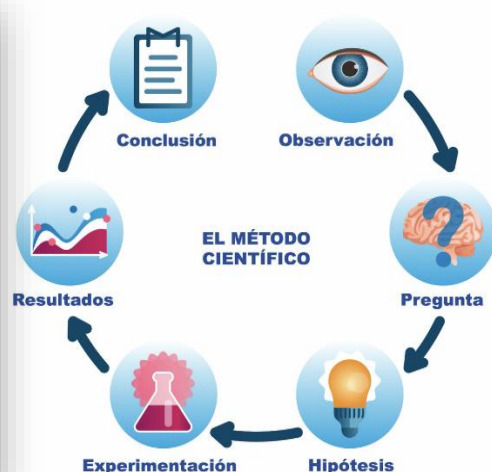 EL MÉTODO
CIENTÍFICO
Observación
Pregunta
Hipótesis
Experimentación
Resultados
Conclusión